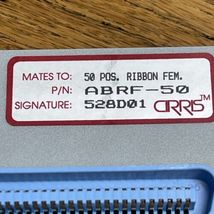 MATES TO: 50 POS. RIBBON FEM.
P/N: ABRF-50
SIGNATURE: 528D01 CIRRIS™